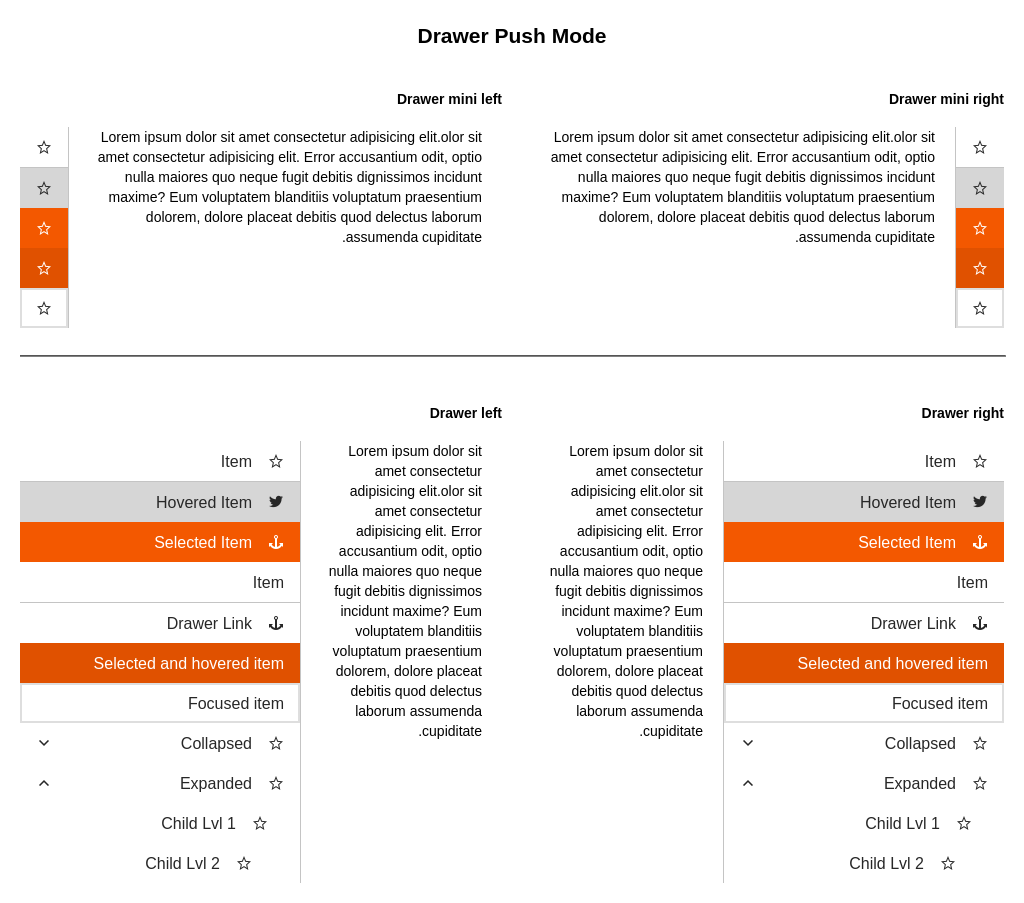 Drawer Push Mode
Drawer mini left
Lorem ipsum dolor sit amet consectetur adipisicing elit.olor sit
amet consectetur adipisicing elit. Error accusantium odit, optio
nulla maiores quo neque fugit debitis dignissimos incidunt
maxime? Eum voluptatem blanditiis voluptatum praesentium
dolorem, dolore placeat debitis quod delectus laborum
.assumenda cupiditate
Drawer mini right
Lorem ipsum dolor sit amet consectetur adipisicing elit.olor sit
amet consectetur adipisicing elit. Error accusantium odit, optio
nulla maiores quo neque fugit debitis dignissimos incidunt
maxime? Eum voluptatem blanditiis voluptatum praesentium
dolorem, dolore placeat debitis quod delectus laborum
.assumenda cupiditate
Drawer left
Item
Hovered Item
Selected Item
Item
Drawer Link
Selected and hovered item
Focused item
Collapsed
Expanded
Child Lvl 1
Child Lvl 2
Lorem ipsum dolor sit
amet consectetur
adipisicing elit.olor sit
amet consectetur
adipisicing elit. Error
accusantium odit, optio
nulla maiores quo neque
fugit debitis dignissimos
incidunt maxime? Eum
voluptatem blanditiis
voluptatum praesentium
dolorem, dolore placeat
debitis quod delectus
laborum assumenda
.cupiditate
Drawer right
Lorem ipsum dolor sit
amet consectetur
adipisicing elit.olor sit
amet consectetur
adipisicing elit. Error
accusantium odit, optio
nulla maiores quo neque
fugit debitis dignissimos
incidunt maxime? Eum
voluptatem blanditiis
voluptatum praesentium
dolorem, dolore placeat
debitis quod delectus
laborum assumenda
.cupiditate
Item
Hovered Item
Selected Item
Item
Drawer Link
Selected and hovered item
Focused item
Collapsed
Expanded
Child Lvl 1
Child Lvl 2